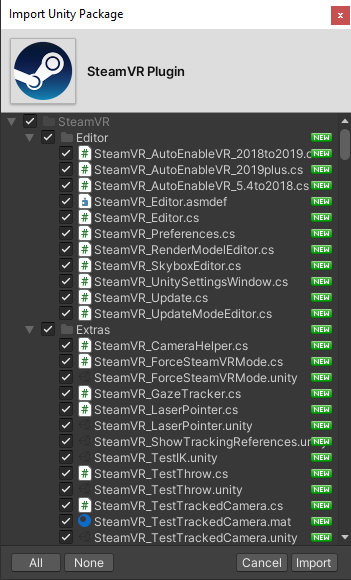 Import Unity Package
x
SteamVR Plugin
SteamVR
Editor NEW
SteamVR_AutoEnableVR_2018to2019.c NEW
SteamVR_AutoEnableVR_2019plus.cs NEW
SteamVR_AutoEnableVR_5.4to2018.cs NEW
SteamVR_Editor.asmdef NEW
SteamVR_Editor.cs NEW
SteamVR_Preferences.cs NEW
SteamVR_RenderModelEditor.cs NEW
SteamVR_SkyboxEditor.cs NEW
SteamVR_UnitySettingsWindow.cs NEW
SteamVR_Update.cs NEW
SteamVR_UpdateModeEditor.cs NEW
Extras NEW
SteamVR_CameraHelper.cs NEW
SteamVR_ForceSteamVRMode.cs NEW
SteamVR_ForceSteamVRMode.unity NEW
SteamVR_GazeTracker.cs NEW
SteamVR_LaserPointer.cs NEW
SteamVR_LaserPointer.unity NEW
SteamVR_ShowTrackingReferences.uni NEW
SteamVR_TestIK.unity NEW
SteamVR_TestThrow.cs NEW
SteamVR_TestThrow.unity NEW
SteamVR_TestTrackedCamera.cs NEW
SteamVR_TestTrackedCamera.mat NEW
SteamVR_TestTrackedCamera.unity NEW
All None Cancel Import